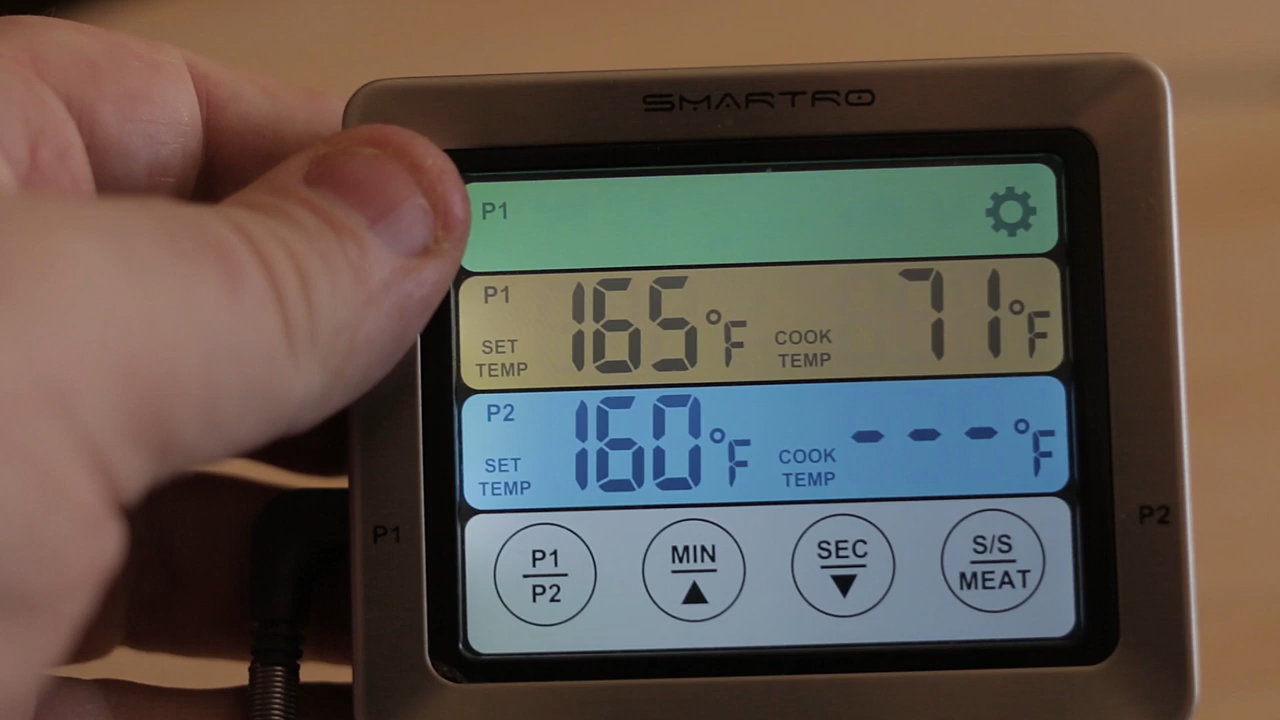 SMARTRO
P1
P1 SET TEMP 165°F COOK TEMP 71°F
P2 SET TEMP 160°F COOK TEMP ---°F
P1 P2
P1 MIN SEC S/S
P2 ▲ ▼ MEAT